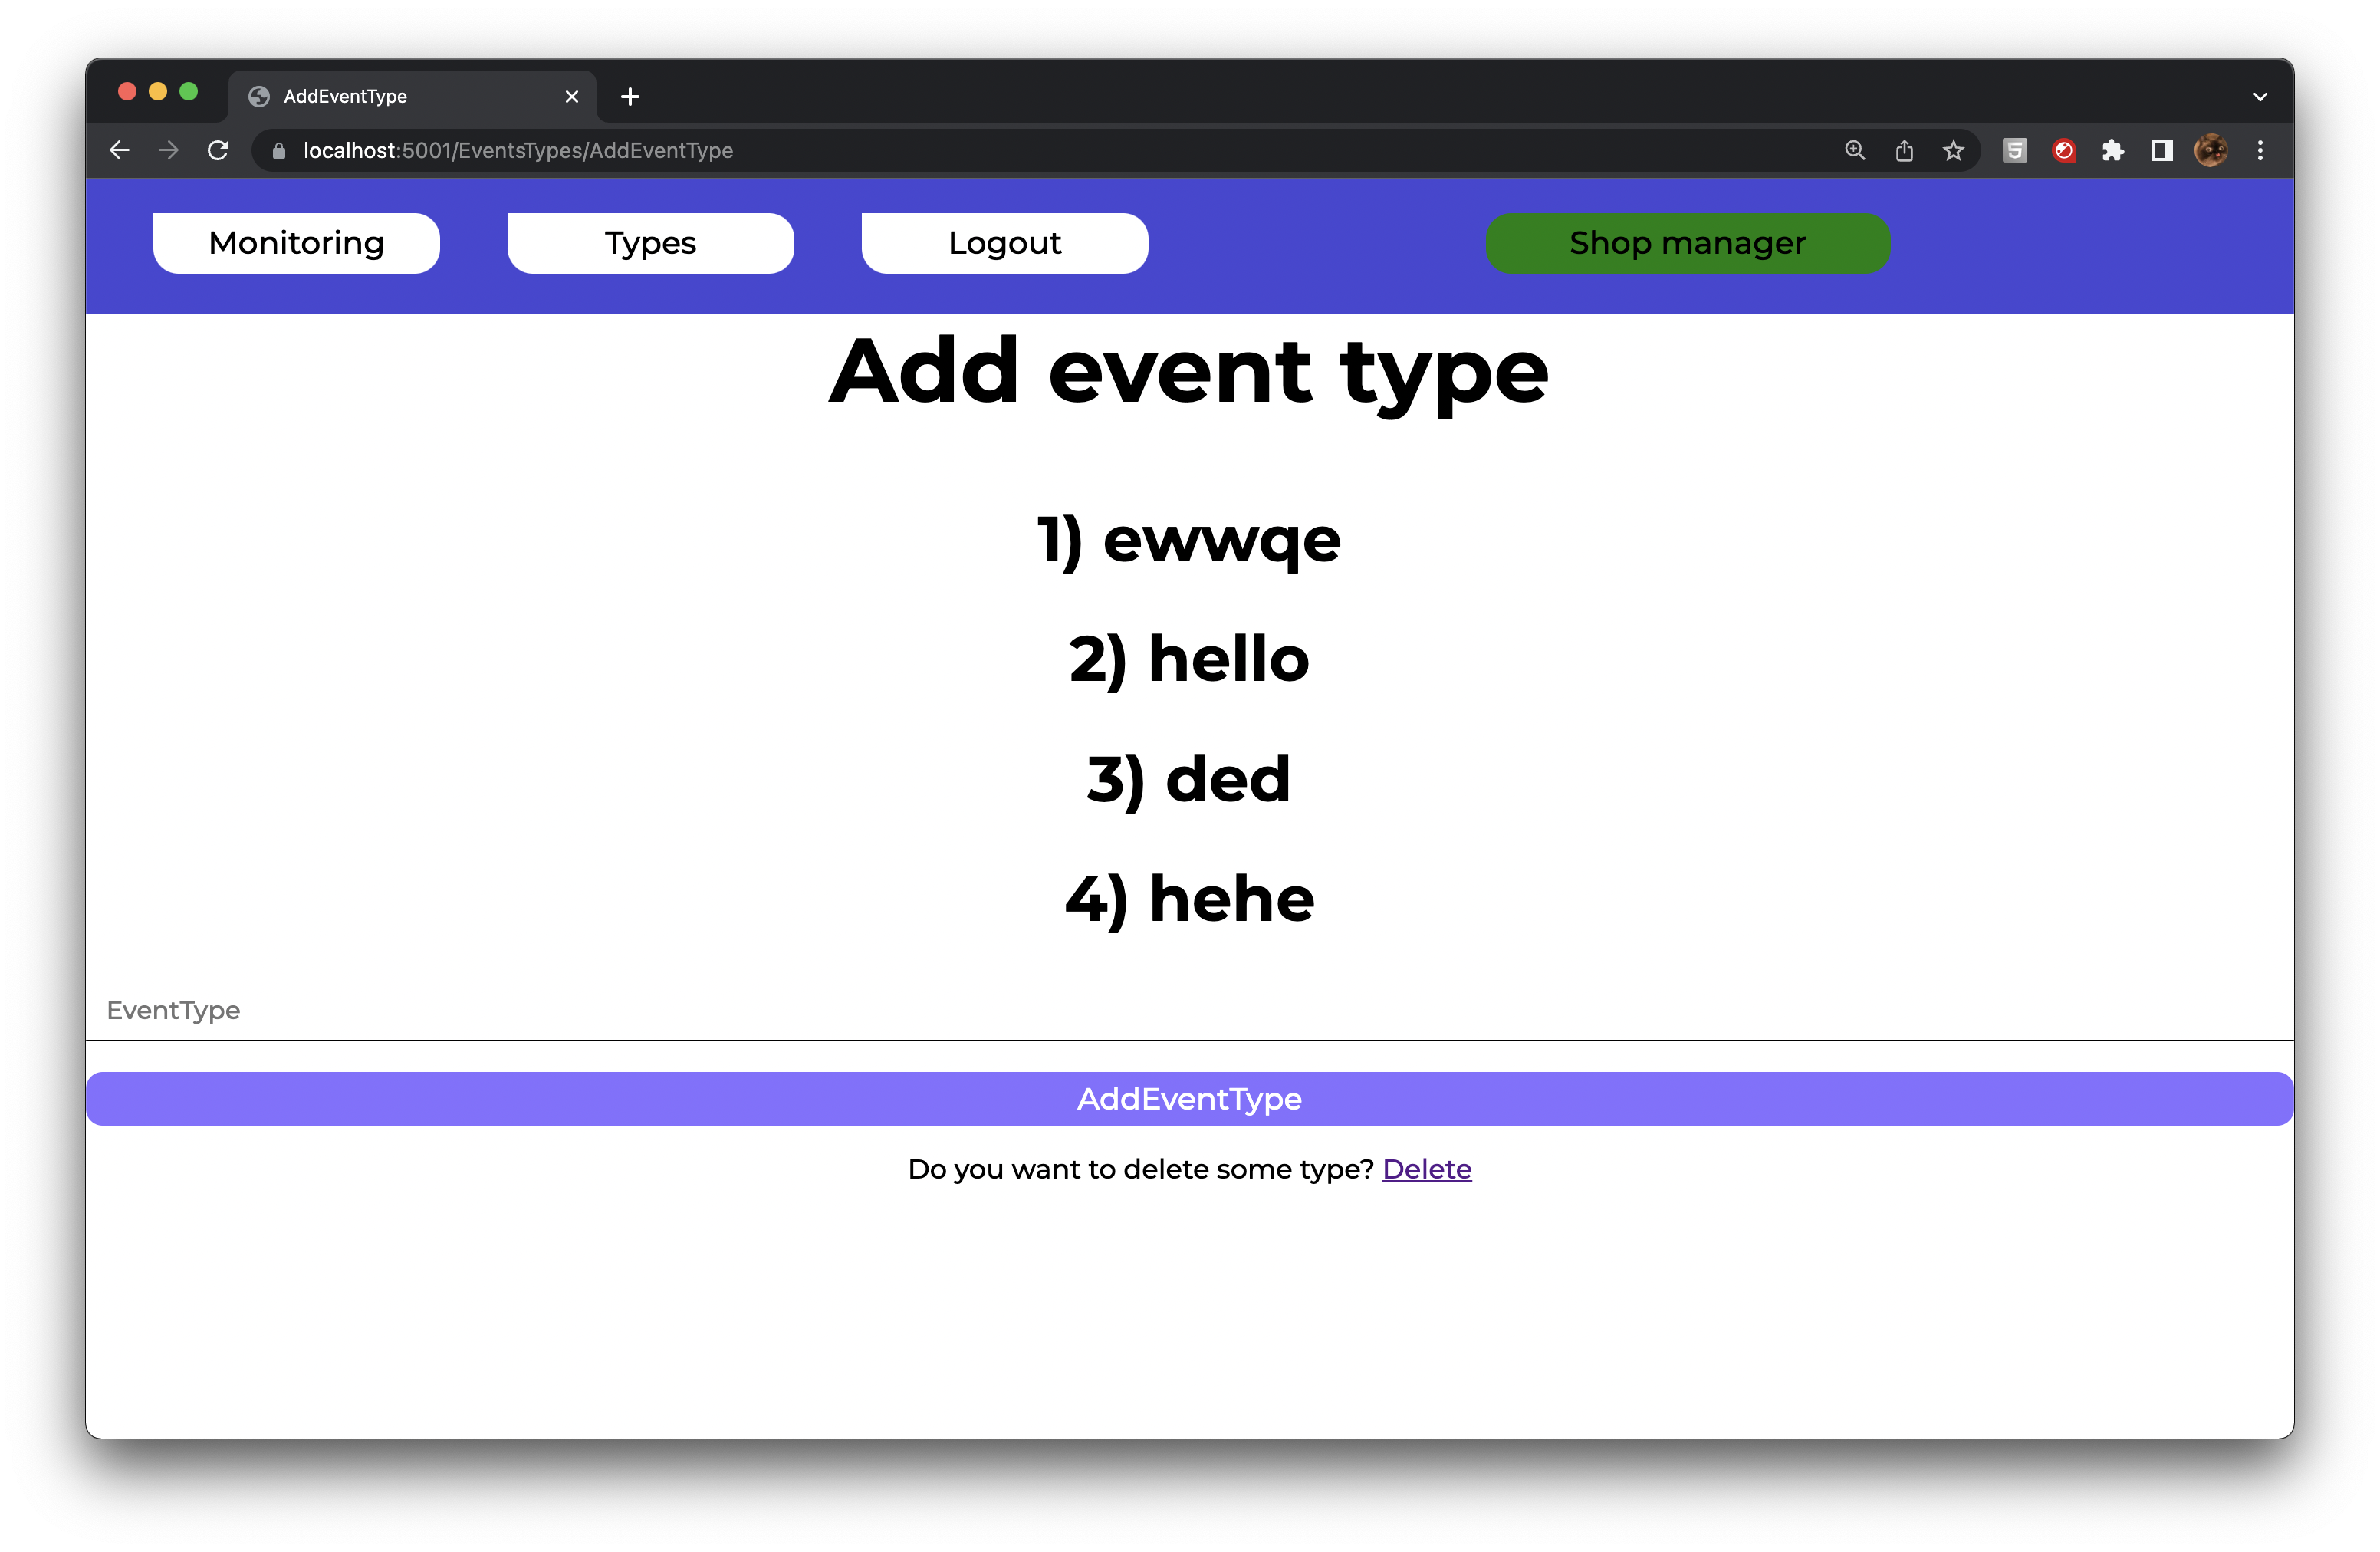 AddEventType
localhost:5001/EventsTypes/AddEventType
Monitoring Types Logout Shop manager
Add event type
1) ewwqe
2) hello
3) ded
4) hehe
EventType
AddEventType
Do you want to delete some type? Delete